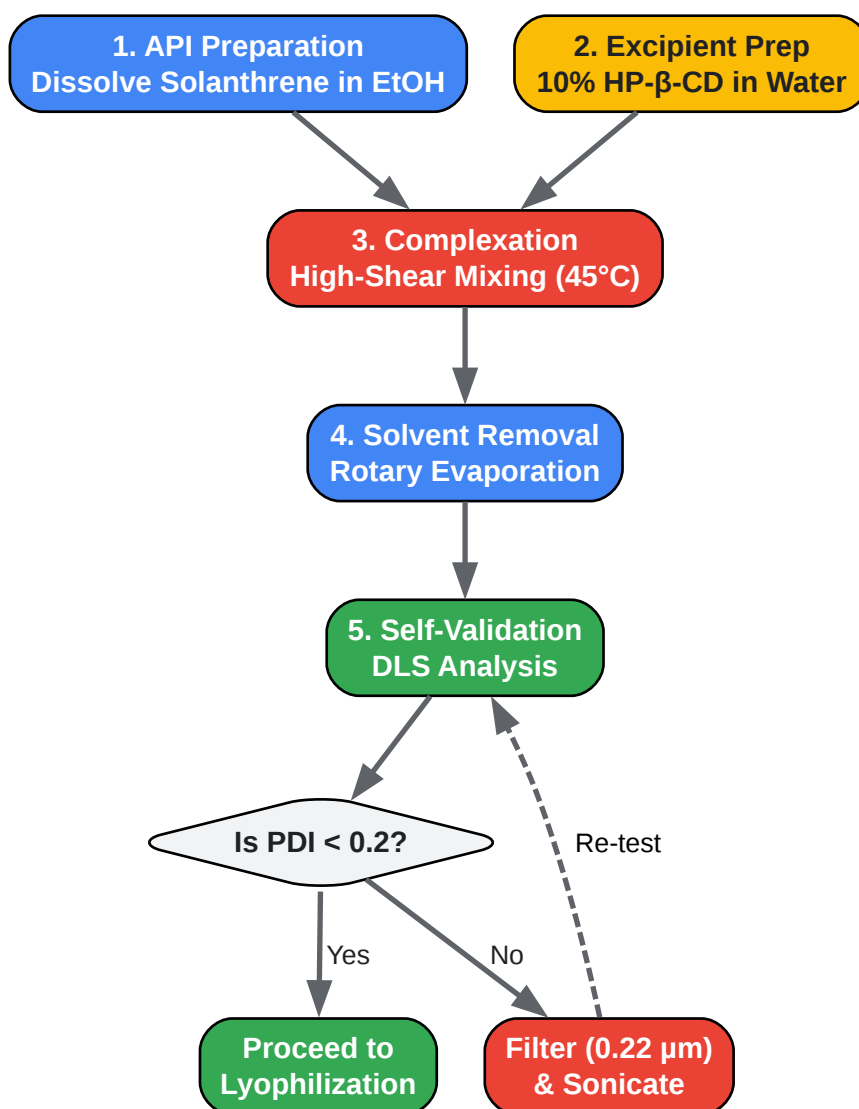 1. API Preparation
Dissolve Solanthrene in EtOH
2. Excipient Prep
10% HP-β-CD in Water
3. Complexation
High-Shear Mixing (45°C)
4. Solvent Removal
Rotary Evaporation
5. Self-Validation
DLS Analysis
Is PDI < 0.2?
Re-test
Yes
No
Proceed to
Lyophilization
Filter (0.22 µm)
& Sonicate